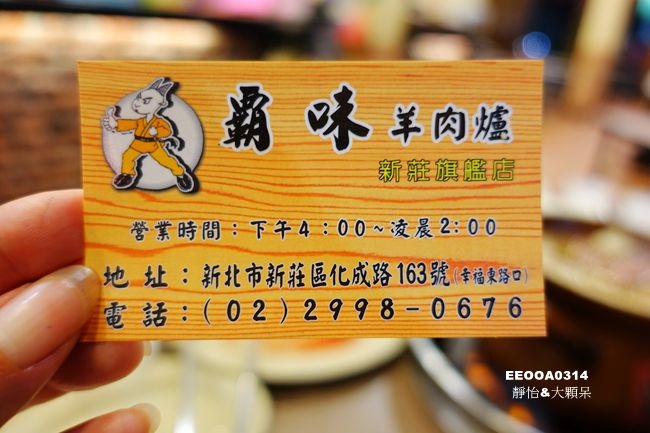 霸味羊肉爐
新莊旗艦店
營業時間：下午4：00~凌晨2：00
地址：新北市新莊區化成路163號(幸福東路口)
電話：(02)2998-0676
EEOOA0314
靜怡&大顆呆